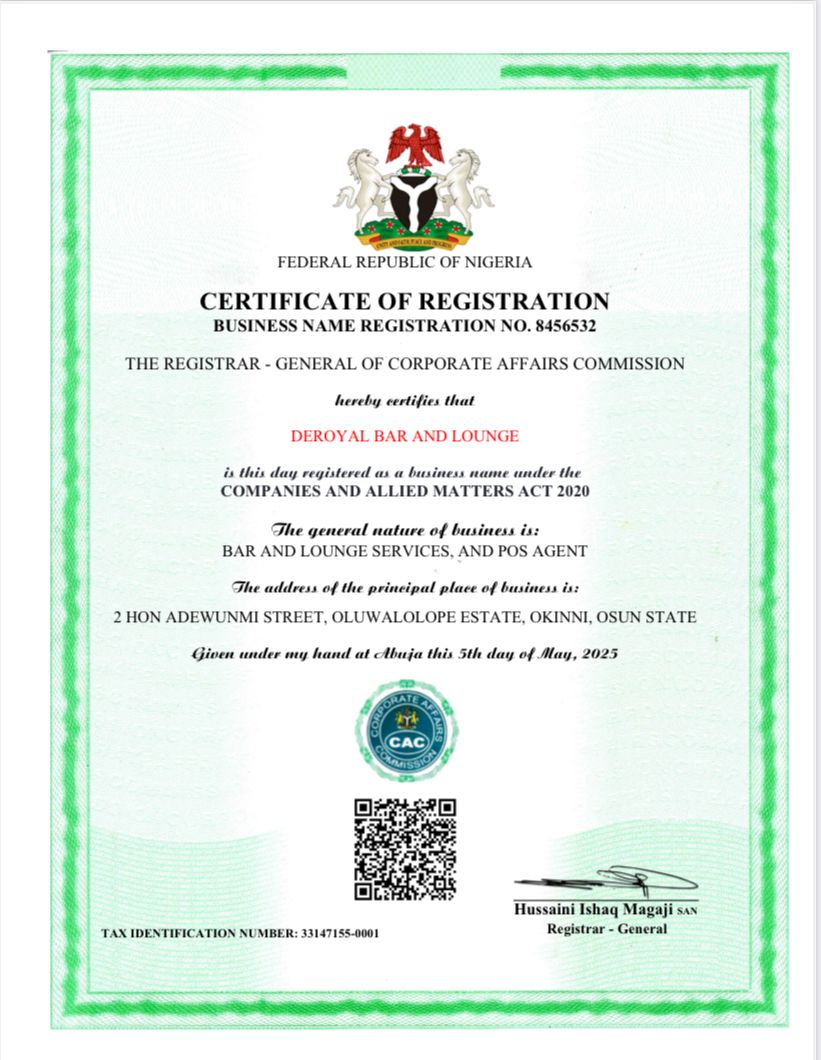 UNITY AND FAITH, PEACE AND PROGRESS
FEDERAL REPUBLIC OF NIGERIA
CERTIFICATE OF REGISTRATION
BUSINESS NAME REGISTRATION NO. 8456532
THE REGISTRAR - GENERAL OF CORPORATE AFFAIRS COMMISSION
hereby certifies that
DEROYAL BAR AND LOUNGE
is this day registered as a business name under the
COMPANIES AND ALLIED MATTERS ACT 2020
The general nature of business is:
BAR AND LOUNGE SERVICES, AND POS AGENT
The address of the principal place of business is:
2 HON ADEWUNMI STREET, OLUWALOLOPE ESTATE, OKINNI, OSUN STATE
Given under my hand at Abuja this 5th day of May, 2025
CORPORATE AFFAIRS
CAC
COMMISSION
Hussaini Ishaq Magaji SAN
Registrar - General
TAX IDENTIFICATION NUMBER: 33147155-0001